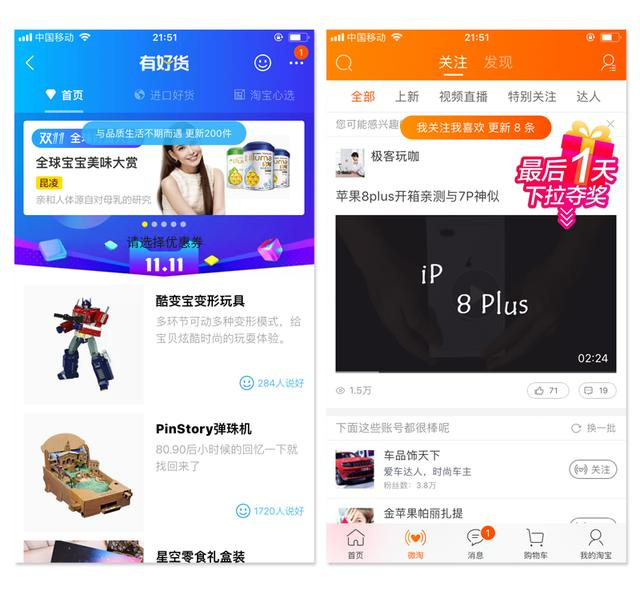 中国移动
21:51
有好货
1
首页
进口好货
淘宝心选
双11
与品质生活不期而遇 更新200件
全球宝宝美味大赏
昆凌
亲和人体源自对母乳的研究
请选择优惠券
11.11
酷变宝变形玩具
多环节可动多种变形模式，给
宝贝炫酷时尚的玩耍体验。
284人说好
PinStory弹珠机
80.90后小时候的回忆一下就
找回来了
1720人说好
星空零食礼盒装
中国移动
21:51
关注
发现
全部
上新
视频直播
特别关注
达人
您可能感兴趣
我关注我喜欢 更新 8 条
最后1天
下拉夺奖
极客玩咖
苹果8plus开箱亲测与7P神似
iP
8 Plus
02:24
1.5万
71
19
下面这些账号都很棒呢
换一批
车品饰天下
爱车达人，时尚车主
粉丝数：3.8万
关注
金苹果帕丽扎提
首页
微淘
1
消息
购物车
我的淘宝